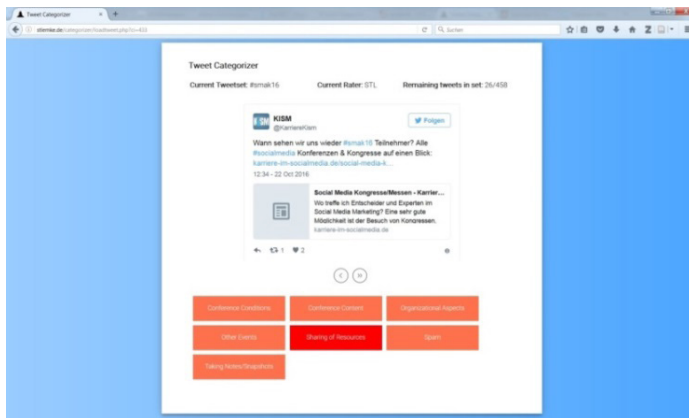 Tweet Categorizer
Suchen
Tweet Categorizer
Current Tweetset: #smak16 Current Rater: STL Remaining tweets in set: 26/458
KISM
@KarriereKism
Folgen
Wann sehen wir uns wieder #smak16 Teilnehmer? Alle
#socialmedia Konferenzen & Kongresse auf einen Blick:
karriere-im-socialmedia.de/social-media-k...
12:34 - 22 Oct 2016
Social Media Kongresse/Messen - Karrier...
Wo treffe ich Entscheider und Experten im
Social Media Marketing? Eine sehr gute
Möglichkeit ist der Besuch von Kongressen.
karriere-im-socialmedia.de
1 2
Conference Conditions Conference Content Organizational Aspects
Other Events Sharing of Resources Spam
Taking Notes/Snapshots